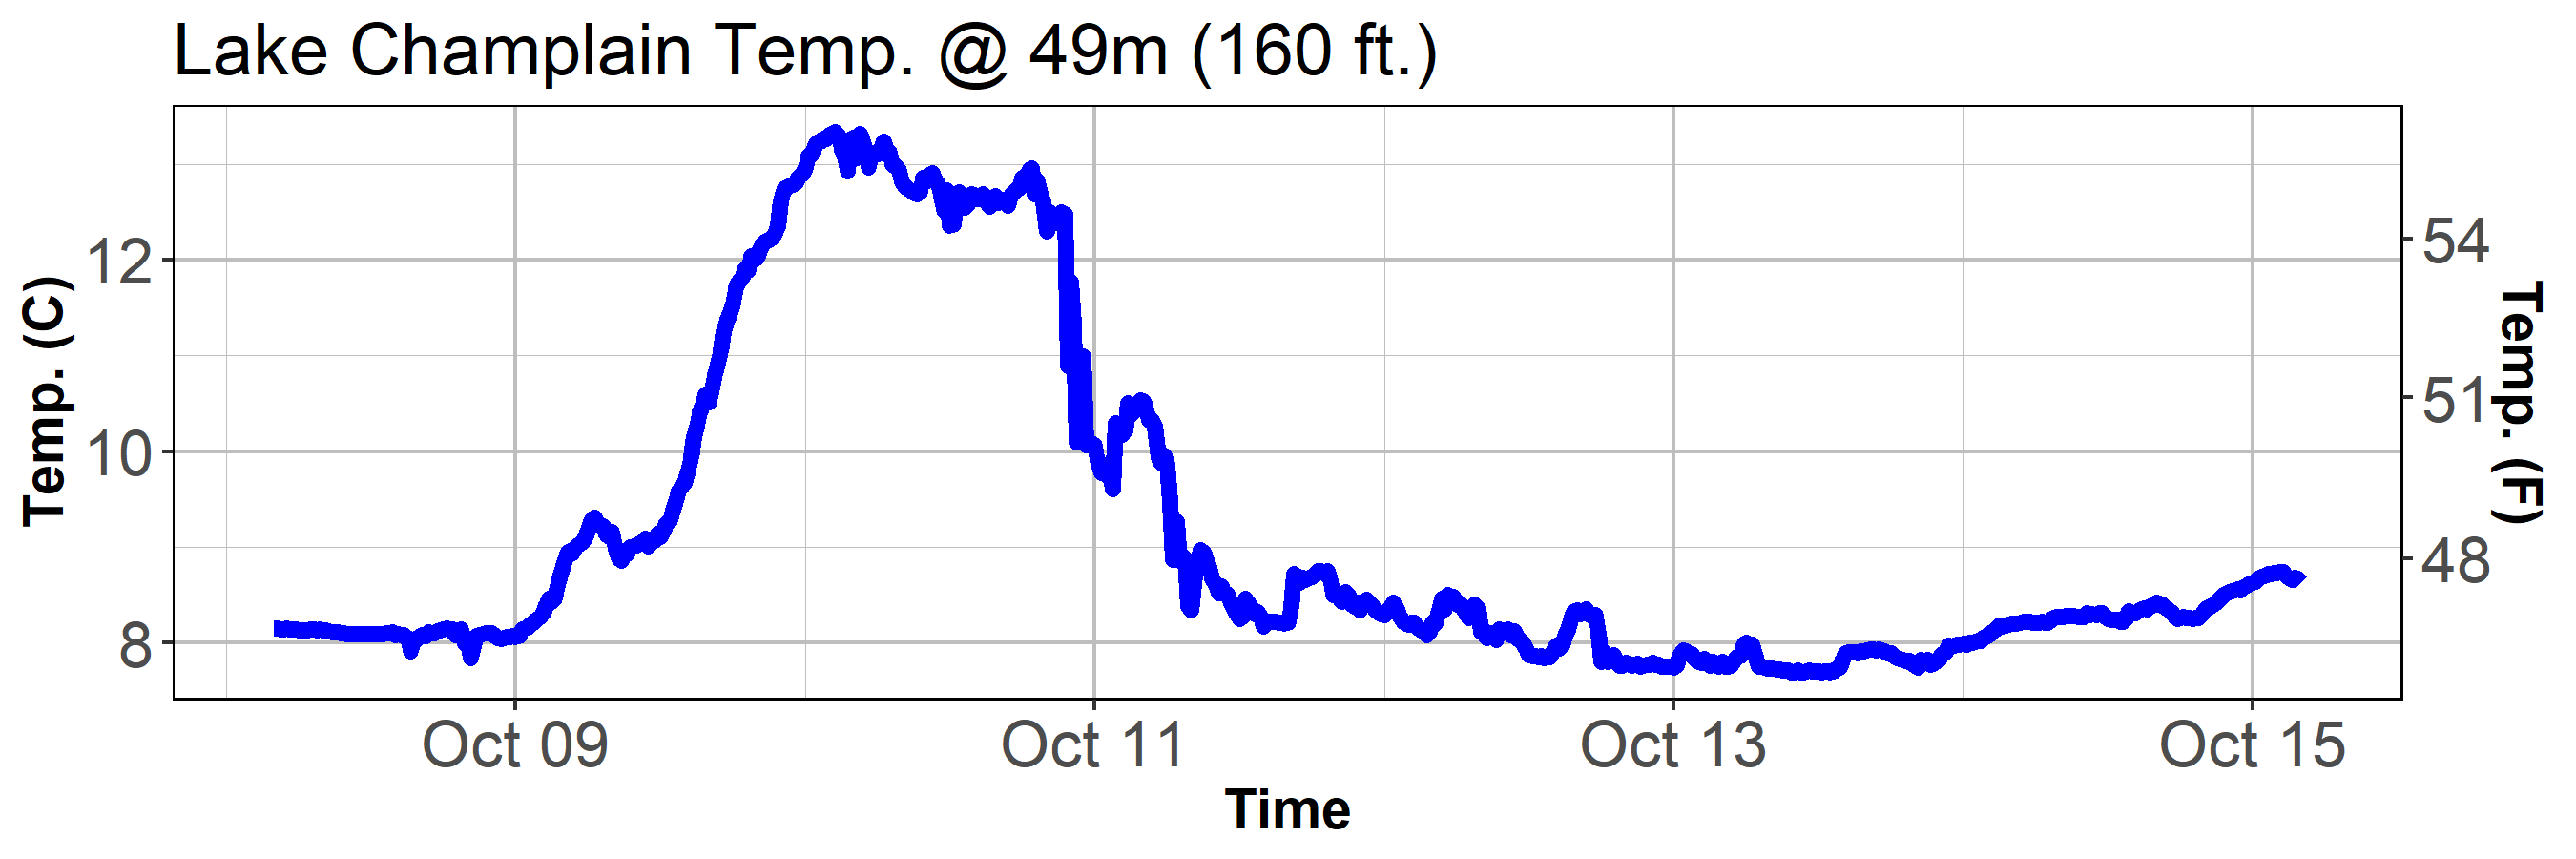 Lake Champlain Temp. @ 49m (160 ft.)
Temp. (C)
12
10
8
54
51
48
Temp. (F)
Oct 09 Oct 11 Oct 13 Oct 15
Time